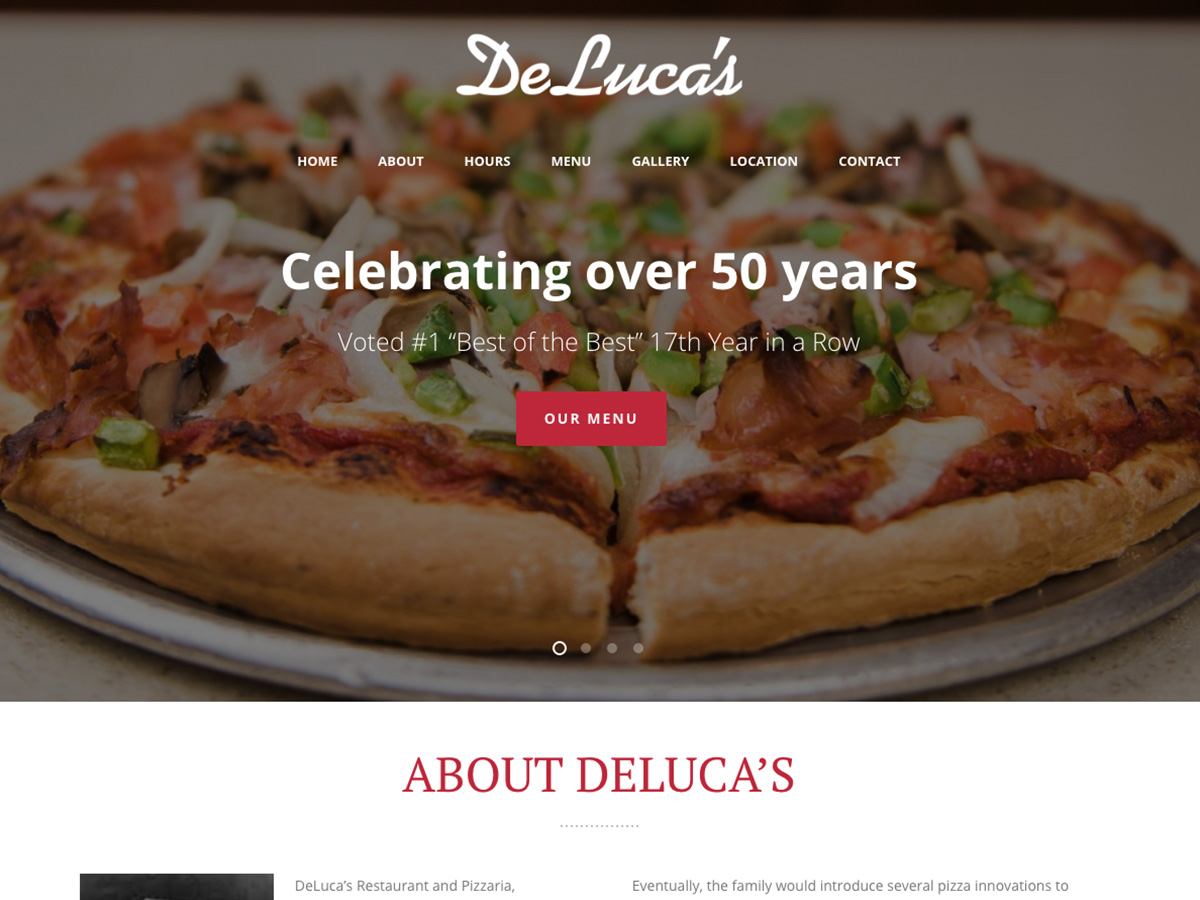 DeLuca's
HOME ABOUT HOURS MENU GALLERY LOCATION CONTACT
Celebrating over 50 years
Voted #1 “Best of the Best” 17th Year in a Row
OUR MENU
ABOUT DELUCA’S
DeLuca’s Restaurant and Pizzaria,
Eventually, the family would introduce several pizza innovations to